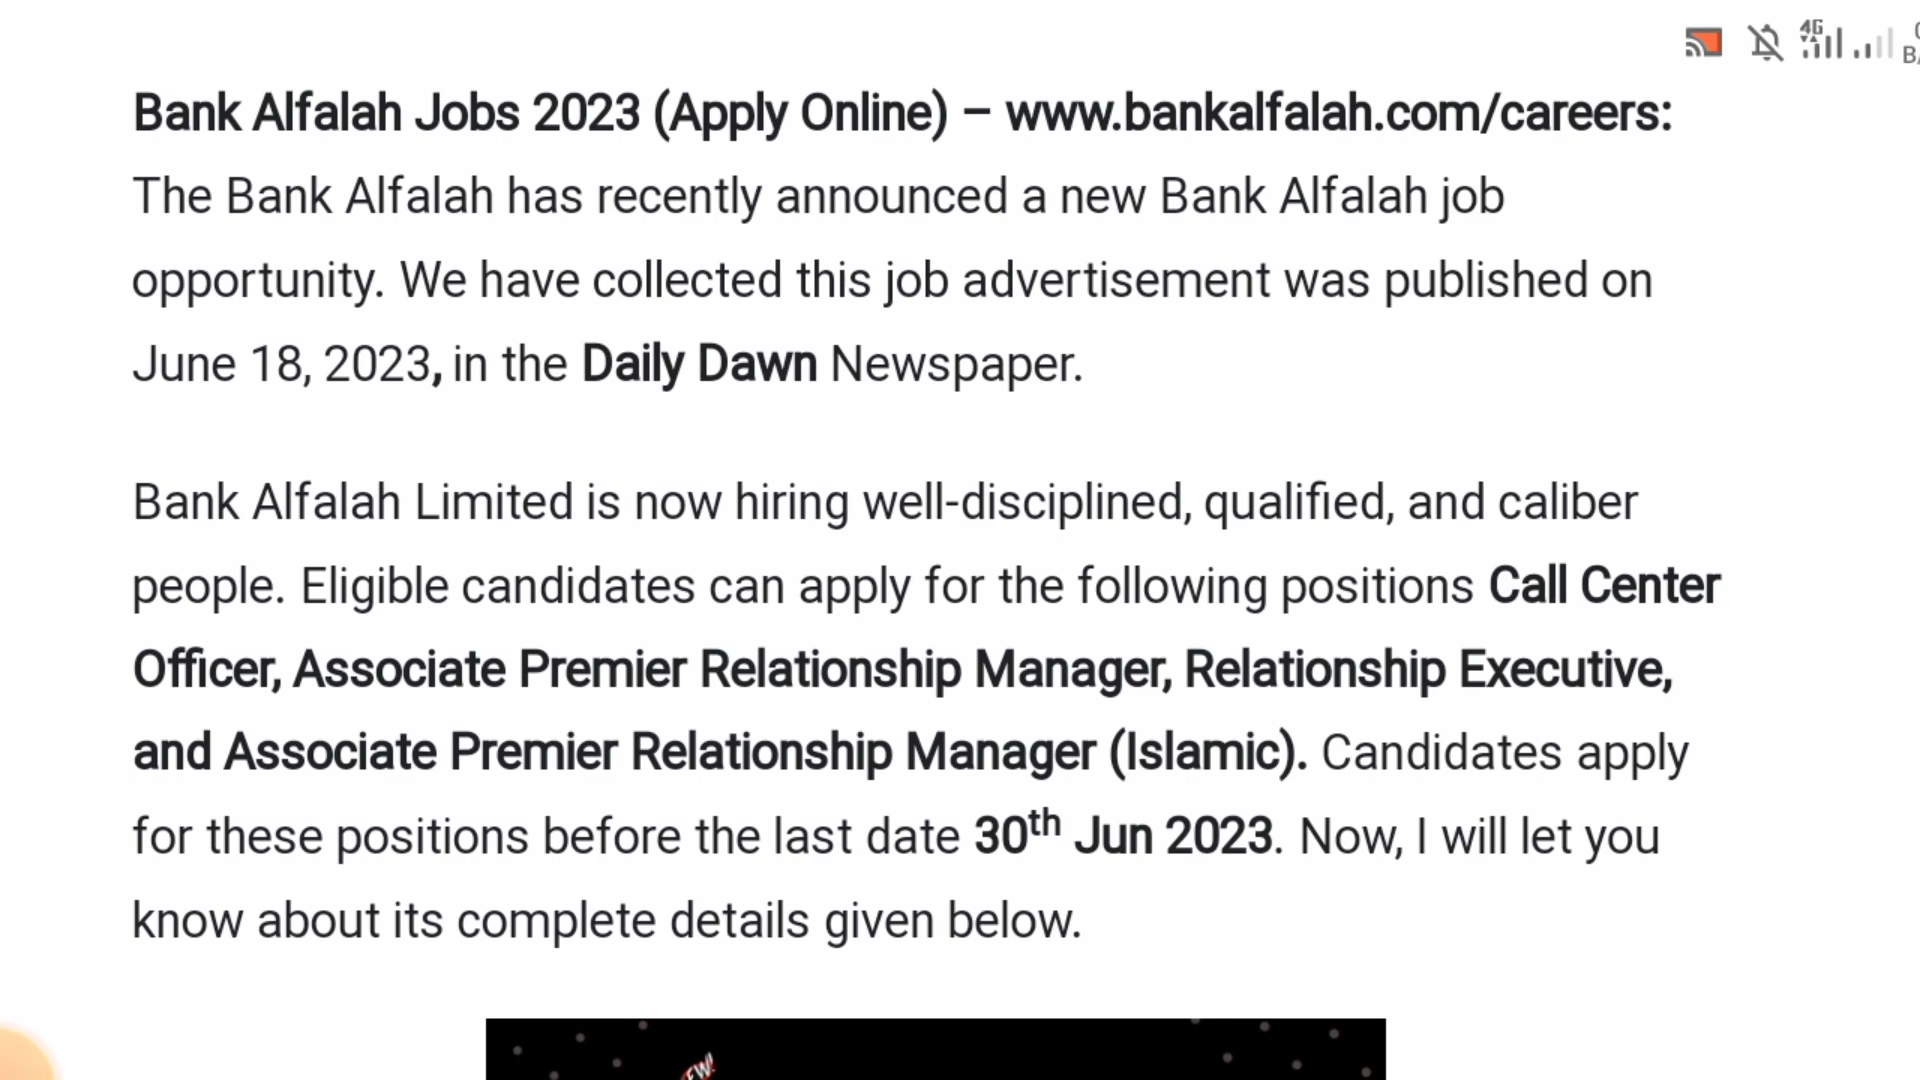 4G
Bank Alfalah Jobs 2023 (Apply Online) – www.bankalfalah.com/careers:
The Bank Alfalah has recently announced a new Bank Alfalah job
opportunity. We have collected this job advertisement was published on
June 18, 2023, in the Daily Dawn Newspaper.
Bank Alfalah Limited is now hiring well-disciplined, qualified, and caliber
people. Eligible candidates can apply for the following positions Call Center
Officer, Associate Premier Relationship Manager, Relationship Executive,
and Associate Premier Relationship Manager (Islamic). Candidates apply
for these positions before the last date 30th Jun 2023. Now, I will let you
know about its complete details given below.